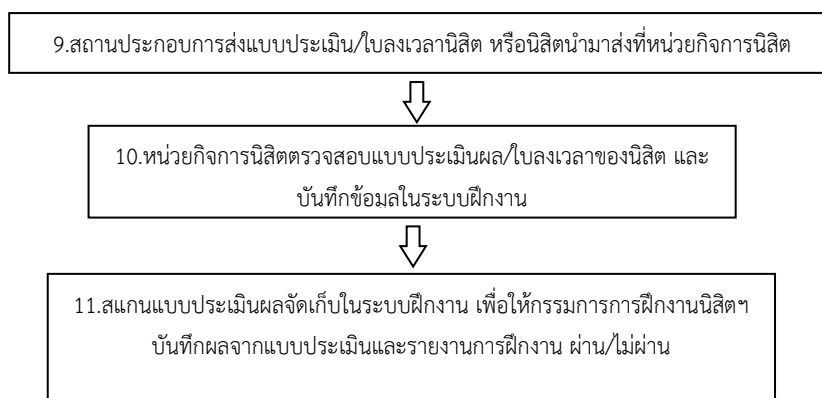 9.สถานประกอบการส่งแบบประเมิน/ใบลงเวลานิสิต หรือนิสิตนำมาส่งที่หน่วยกิจการนิสิต
10.หน่วยกิจการนิสิตตรวจสอบแบบประเมินผล/ใบลงเวลาของนิสิต และ
บันทึกข้อมูลในระบบฝึกงาน
11.สแกนแบบประเมินผลจัดเก็บในระบบฝึกงาน เพื่อให้กรรมการการฝึกงานนิสิตฯ
บันทึกผลจากแบบประเมินและรายงานการฝึกงาน ผ่าน/ไม่ผ่าน